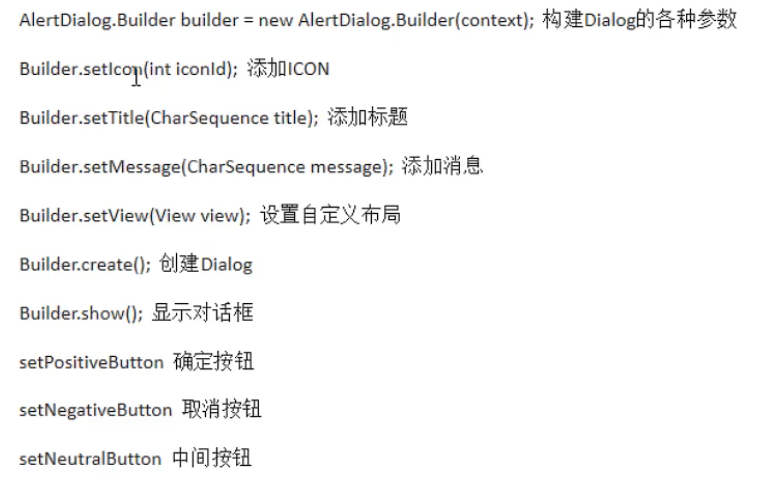 AlertDialog.Builder builder = new AlertDialog.Builder(context); 构建Dialog的各种参数
Builder.setIcon(int iconId); 添加ICON
Builder.setTitle(CharSequence title); 添加标题
Builder.setMessage(CharSequence message); 添加消息
Builder.setView(View view); 设置自定义布局
Builder.create(); 创建Dialog
Builder.show(); 显示对话框
setPositiveButton 确定按钮
setNegativeButton 取消按钮
setNeutralButton 中间按钮